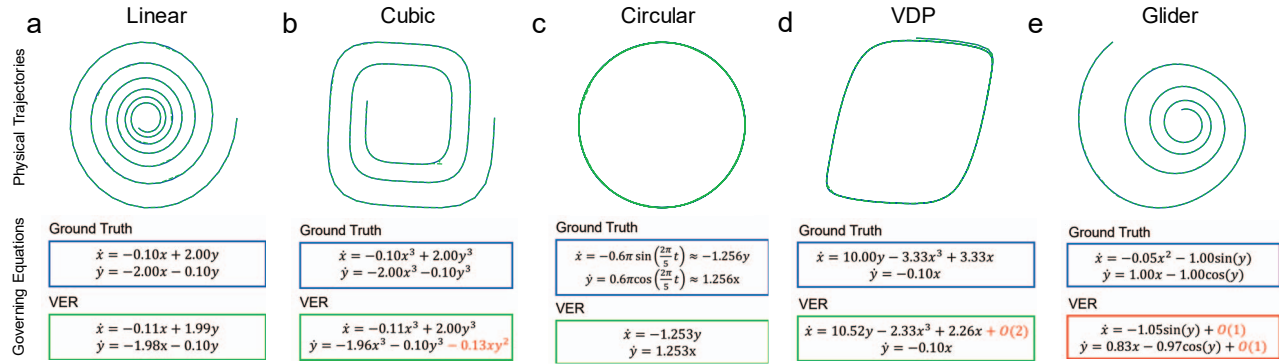 a Linear
b Cubic
c Circular
d VDP
e Glider
Physical Trajectories
Governing Equations
Ground Truth
ẋ = −0.10x + 2.00y
ẏ = −2.00x − 0.10y
VER
ẋ = −0.11x + 1.99y
ẏ = −1.98x − 0.10y
Ground Truth
ẋ = −0.10x³ + 2.00y³
ẏ = −2.00x³ −0.10y³
VER
ẋ = −0.11x³ + 2.00y³
ẏ = −1.96x³ −0.10y³ − 0.13xy²
Ground Truth
ẋ = −0.6π sin(2π/5 t) ≈ −1.256y
ẏ = 0.6πcos(2π/5 t) ≈ 1.256x
VER
ẋ = −1.253y
ẏ = 1.253x
Ground Truth
ẋ = 10.00y − 3.33x³ + 3.33x
ẏ = −0.10x
VER
ẋ = 10.52y − 2.33x³ + 2.26x + O(2)
ẏ = −0.10x
Ground Truth
ẋ = −0.05x² − 1.00sin(y)
ẏ = 1.00x − 1.00cos(y)
VER
ẋ = −1.05sin(y) + O(1)
ẏ = 0.83x − 0.97cos(y) + O(1)